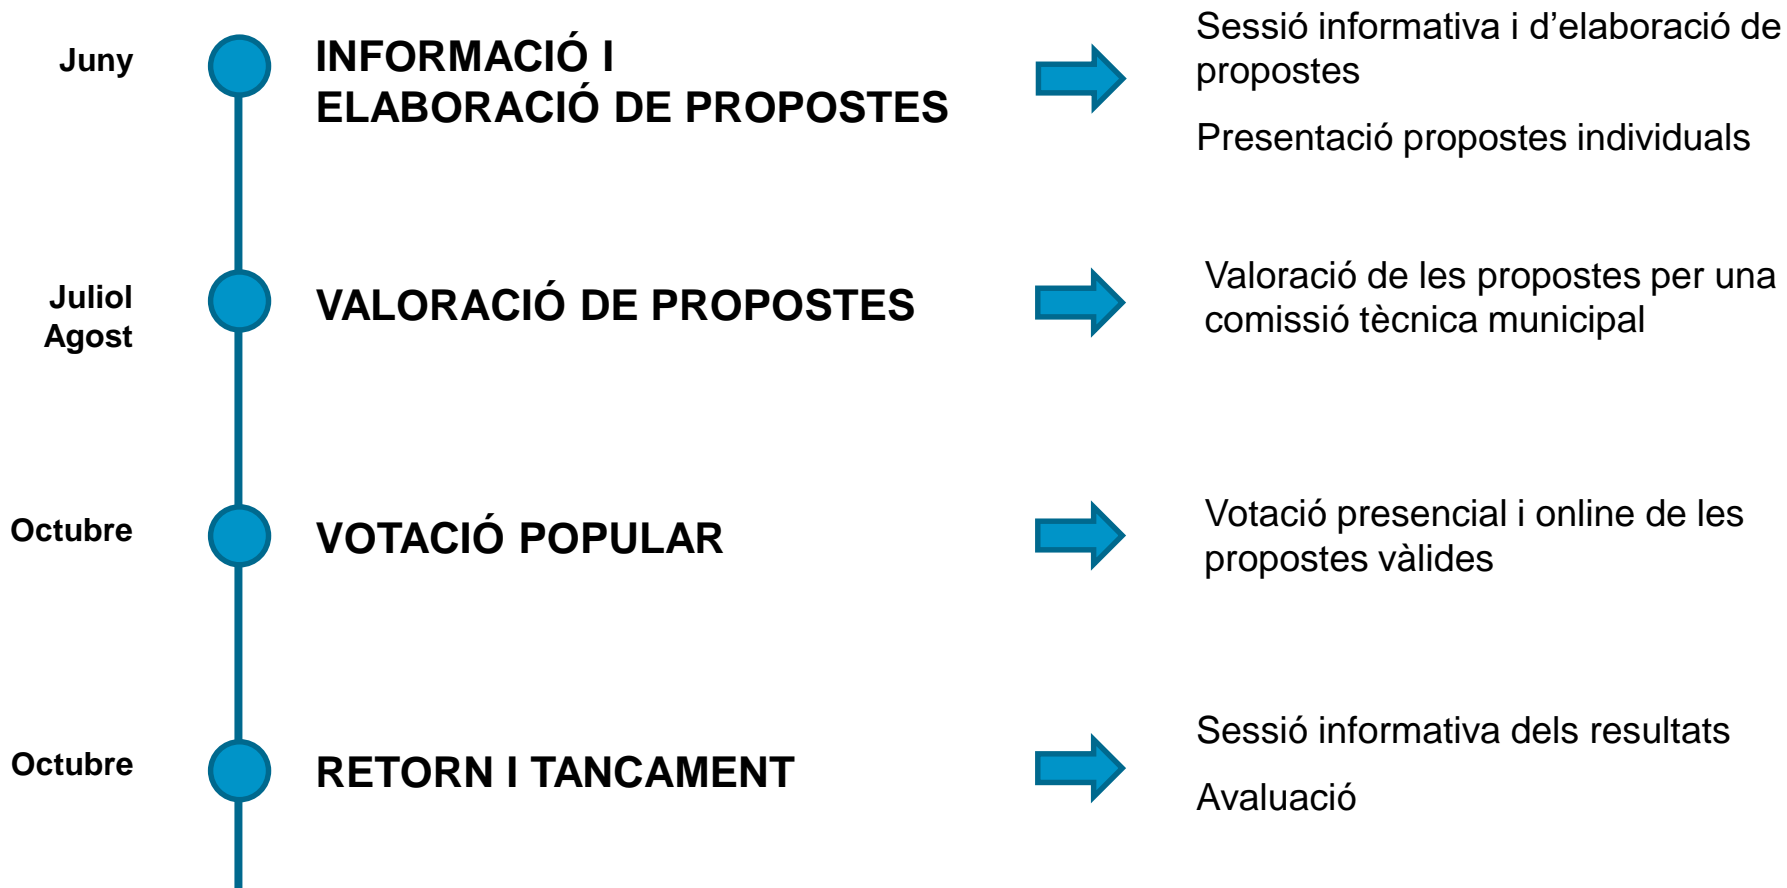 Juny
INFORMACIÓ I
ELABORACIÓ DE PROPOSTES
Sessió informativa i d’elaboració de
propostes
Presentació propostes individuals
Juliol
Agost
VALORACIÓ DE PROPOSTES
Valoració de les propostes per una
comissió tècnica municipal
Octubre
VOTACIÓ POPULAR
Votació presencial i online de les
propostes vàlides
Octubre
RETORN I TANCAMENT
Sessió informativa dels resultats
Avaluació